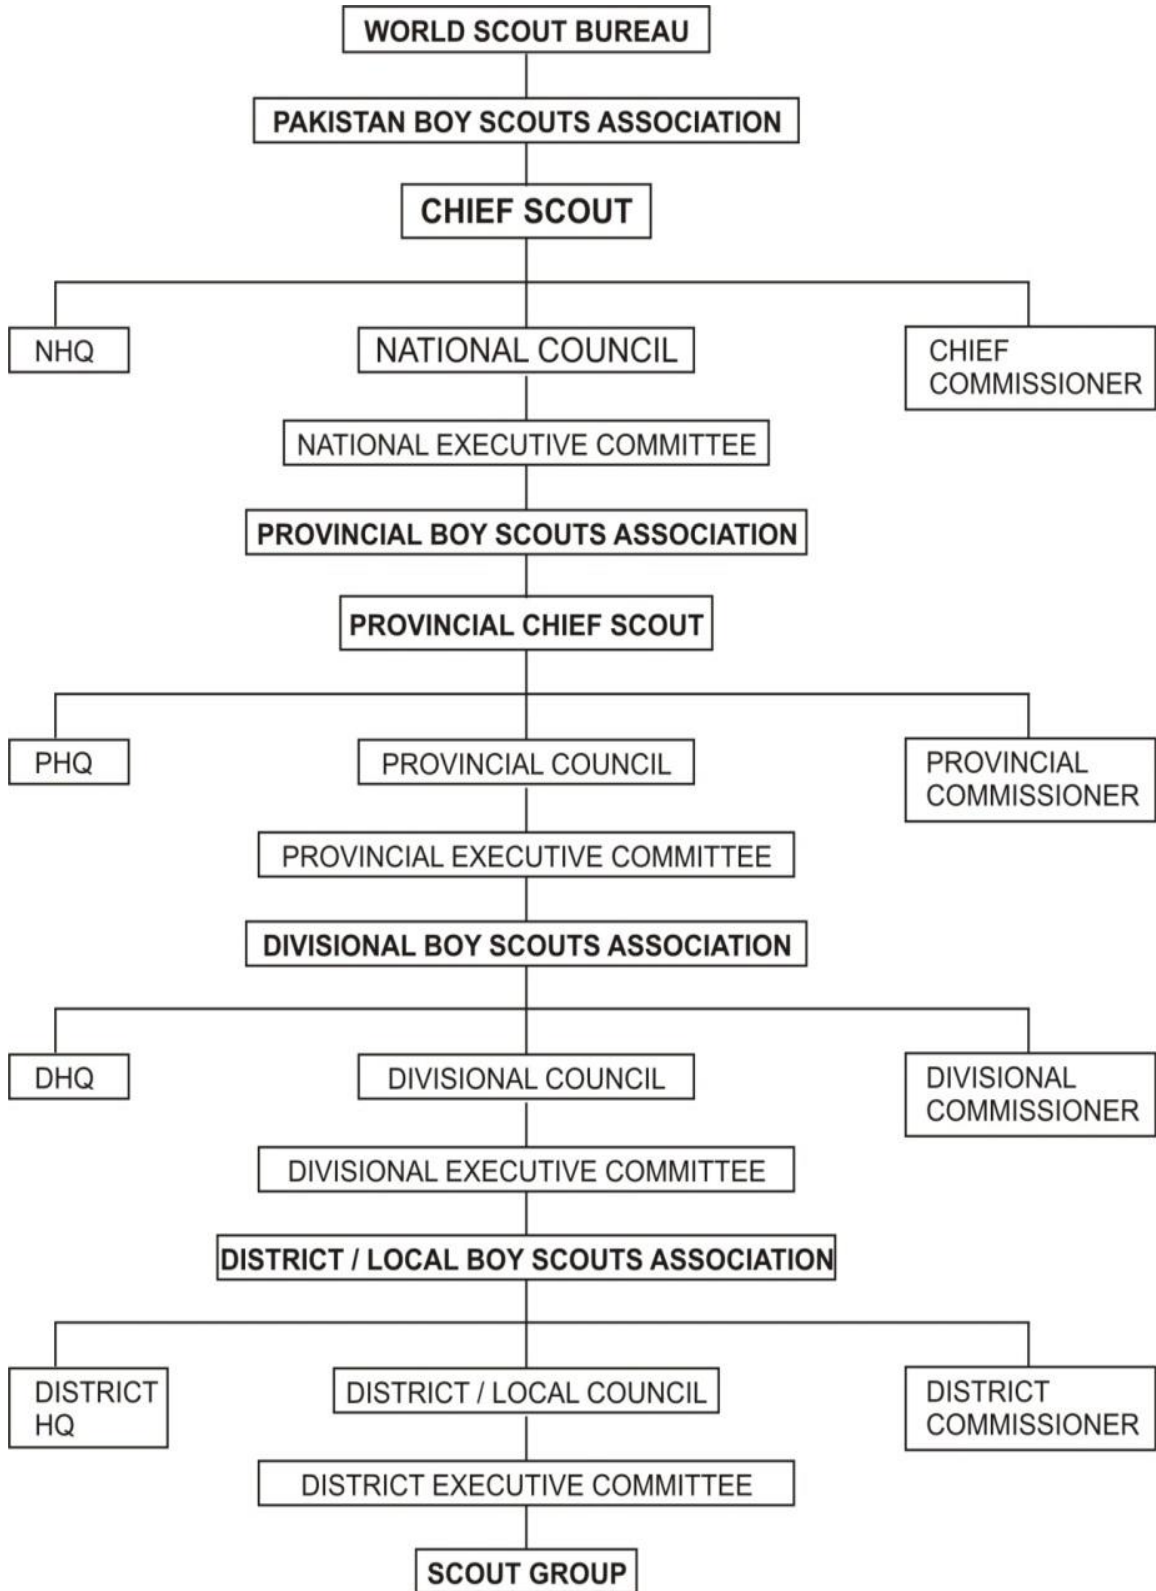 WORLD SCOUT BUREAU
PAKISTAN BOY SCOUTS ASSOCIATION
CHIEF SCOUT
NHQ
NATIONAL COUNCIL
CHIEF
COMMISSIONER
NATIONAL EXECUTIVE COMMITTEE
PROVINCIAL BOY SCOUTS ASSOCIATION
PROVINCIAL CHIEF SCOUT
PHQ
PROVINCIAL COUNCIL
PROVINCIAL
COMMISSIONER
PROVINCIAL EXECUTIVE COMMITTEE
DIVISIONAL BOY SCOUTS ASSOCIATION
DHQ
DIVISIONAL COUNCIL
DIVISIONAL
COMMISSIONER
DIVISIONAL EXECUTIVE COMMITTEE
DISTRICT / LOCAL BOY SCOUTS ASSOCIATION
DISTRICT
HQ
DISTRICT / LOCAL COUNCIL
DISTRICT
COMMISSIONER
DISTRICT EXECUTIVE COMMITTEE
SCOUT GROUP